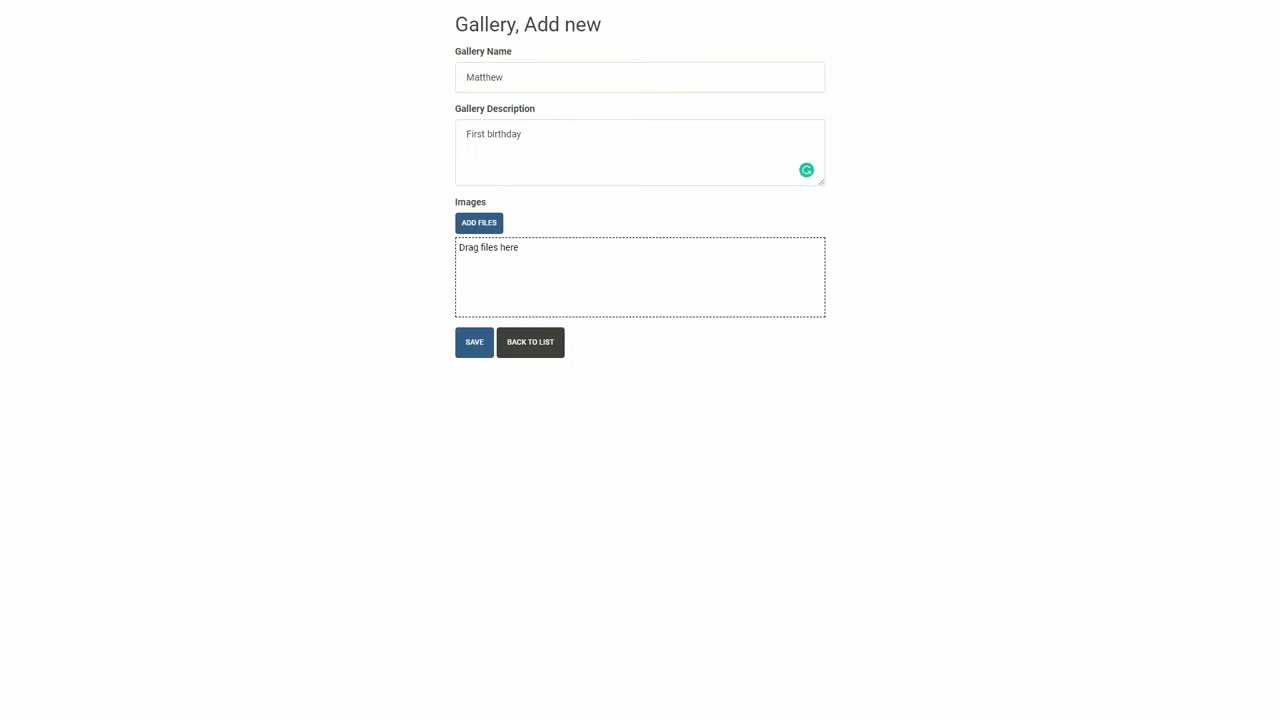 Gallery, Add new
Gallery Name
Matthew
Gallery Description
First birthday
Images
ADD FILES
Drag files here
SAVE BACK TO LIST